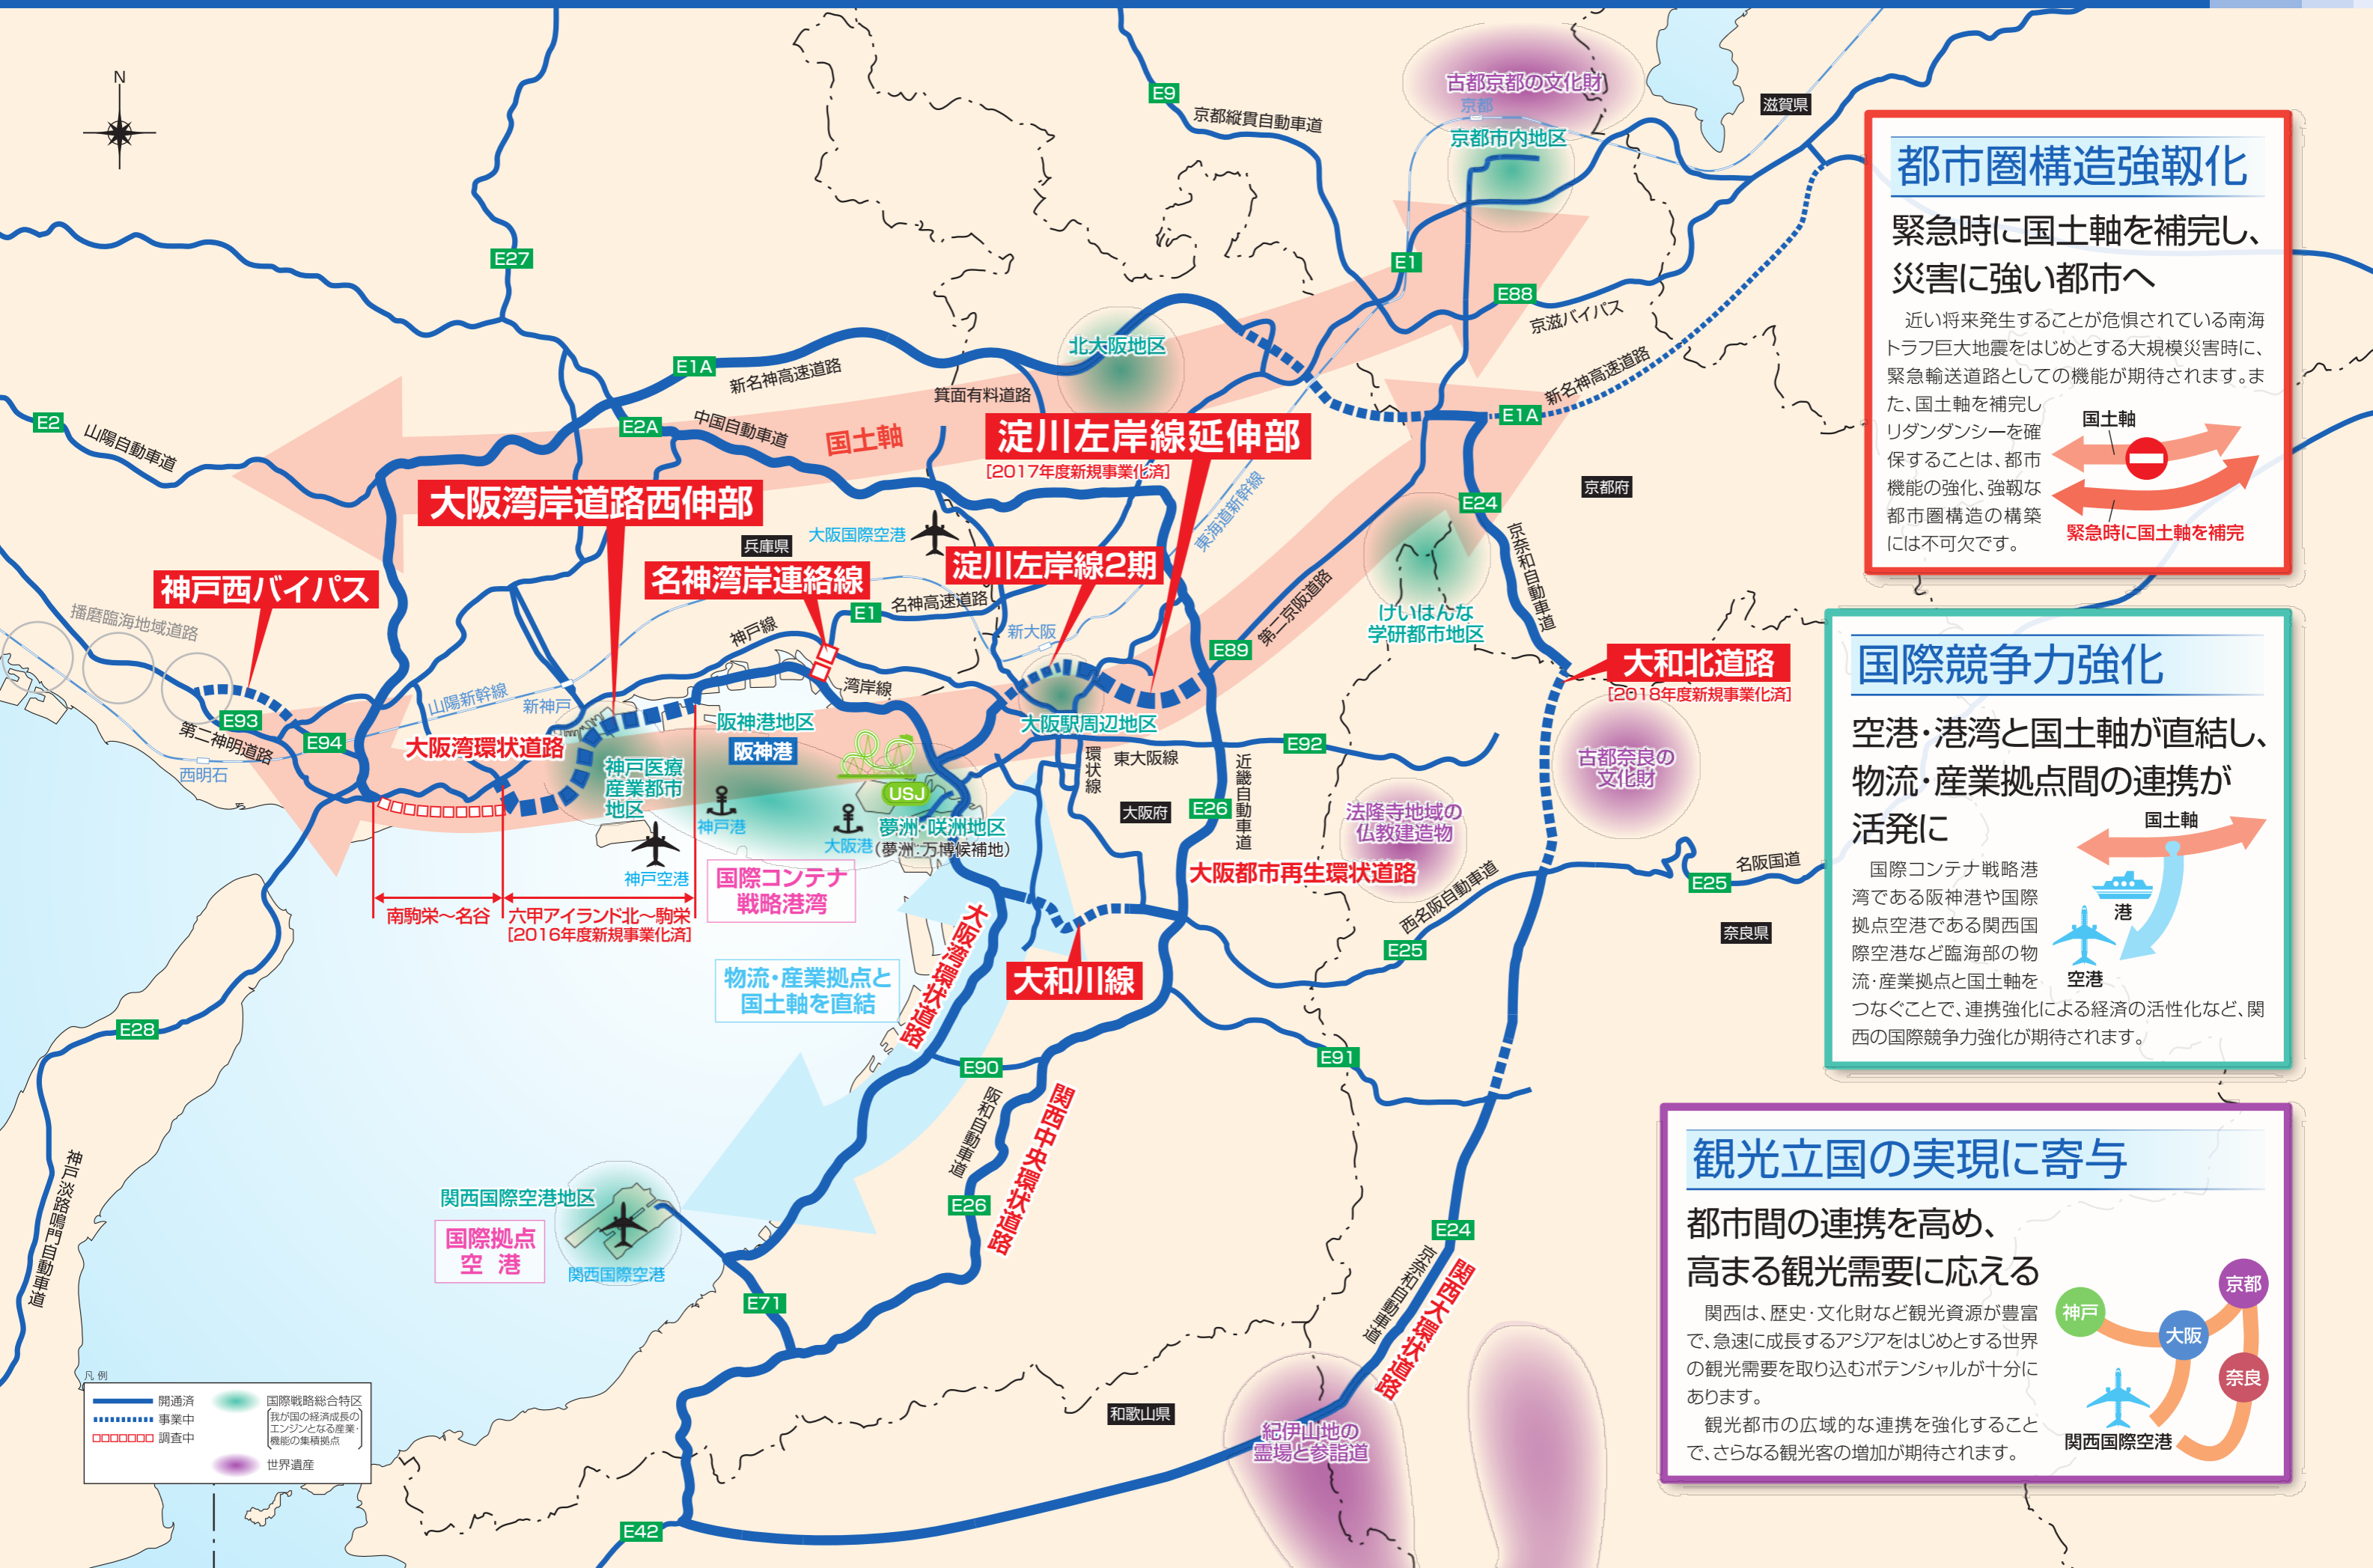 N
E9
京都縦貫自動車道
古都京都の文化財
京都
京都市内地区
滋賀県
E27
E1
E88
京滋バイパス
北大阪地区
E1A
新名神高速道路
箕面有料道路
新名神高速道路
E1A
E2
山陽自動車道
E2A
中国自動車道
国土軸
淀川左岸線延伸部
[2017年度新規事業化済]
東海道新幹線
京都府
E24
京奈和自動車道
大阪湾岸道路西伸部
兵庫県
大阪国際空港
神戸西バイパス
名神湾岸連絡線
淀川左岸線2期
播磨臨海地域道路
E1
名神高速道路
神戸線
新大阪
第二京阪道路
けいはんな
学研都市地区
E89
大和北道路
[2018年度新規事業化済]
湾岸線
山陽新幹線
新神戸
E93
第二神明道路
E94
西明石
大阪湾環状道路
阪神港地区
阪神港
大阪駅周辺地区
環状線
東大阪線
E92
近畿自動車道
古都奈良の
文化財
神戸医療
産業都市
地区
USJ
神戸港
大阪港
夢洲・咲洲地区
(夢洲:万博候補地)
大阪府
E26
法隆寺地域の
仏教建造物
神戸空港
国際コンテナ
戦略港湾
大阪都市再生環状道路
西名阪自動車道
名阪国道
E25
南駒栄〜名谷
六甲アイランド北〜駒栄
[2016年度新規事業化済]
大阪湾環状道路
E25
奈良県
物流・産業拠点と
国土軸を直結
大和川線
E28
E90
E91
阪和自動車道
関西中央環状道路
神戸淡路鳴門自動車道
関西国際空港地区
国際拠点
空 港
関西国際空港
E26
E24
京奈和自動車道
関西大環状道路
E71
和歌山県
紀伊山地の
霊場と参詣道
E42
凡 例
開通済
事業中
調査中
国際戦略総合特区
我が国の経済成長の
エンジンとなる産業・
機能の集積拠点
世界遺産
都市圏構造強靱化
緊急時に国土軸を補完し、
災害に強い都市へ
近い将来発生することが危惧されている南海
トラフ巨大地震をはじめとする大規模災害時に、
緊急輸送道路としての機能が期待されます。ま
た、国土軸を補完し
リダンダンシーを確
保することは、都市
機能の強化、強靱な
都市圏構造の構築
には不可欠です。
国土軸
緊急時に国土軸を補完
国際競争力強化
空港・港湾と国土軸が直結し、
物流・産業拠点間の連携が
活発に
国際コンテナ戦略港
湾である阪神港や国際
拠点空港である関西国
際空港など臨海部の物
流・産業拠点と国土軸を
つなぐことで、連携強化による経済の活性化など、関
西の国際競争力強化が期待されます。
国土軸
港
空港
観光立国の実現に寄与
都市間の連携を高め、
高まる観光需要に応える
関西は、歴史・文化財など観光資源が豊富
で、急速に成長するアジアをはじめとする世界
の観光需要を取り込むポテンシャルが十分に
あります。
観光都市の広域的な連携を強化すること
で、さらなる観光客の増加が期待されます。
神戸
京都
大阪
奈良
関西国際空港